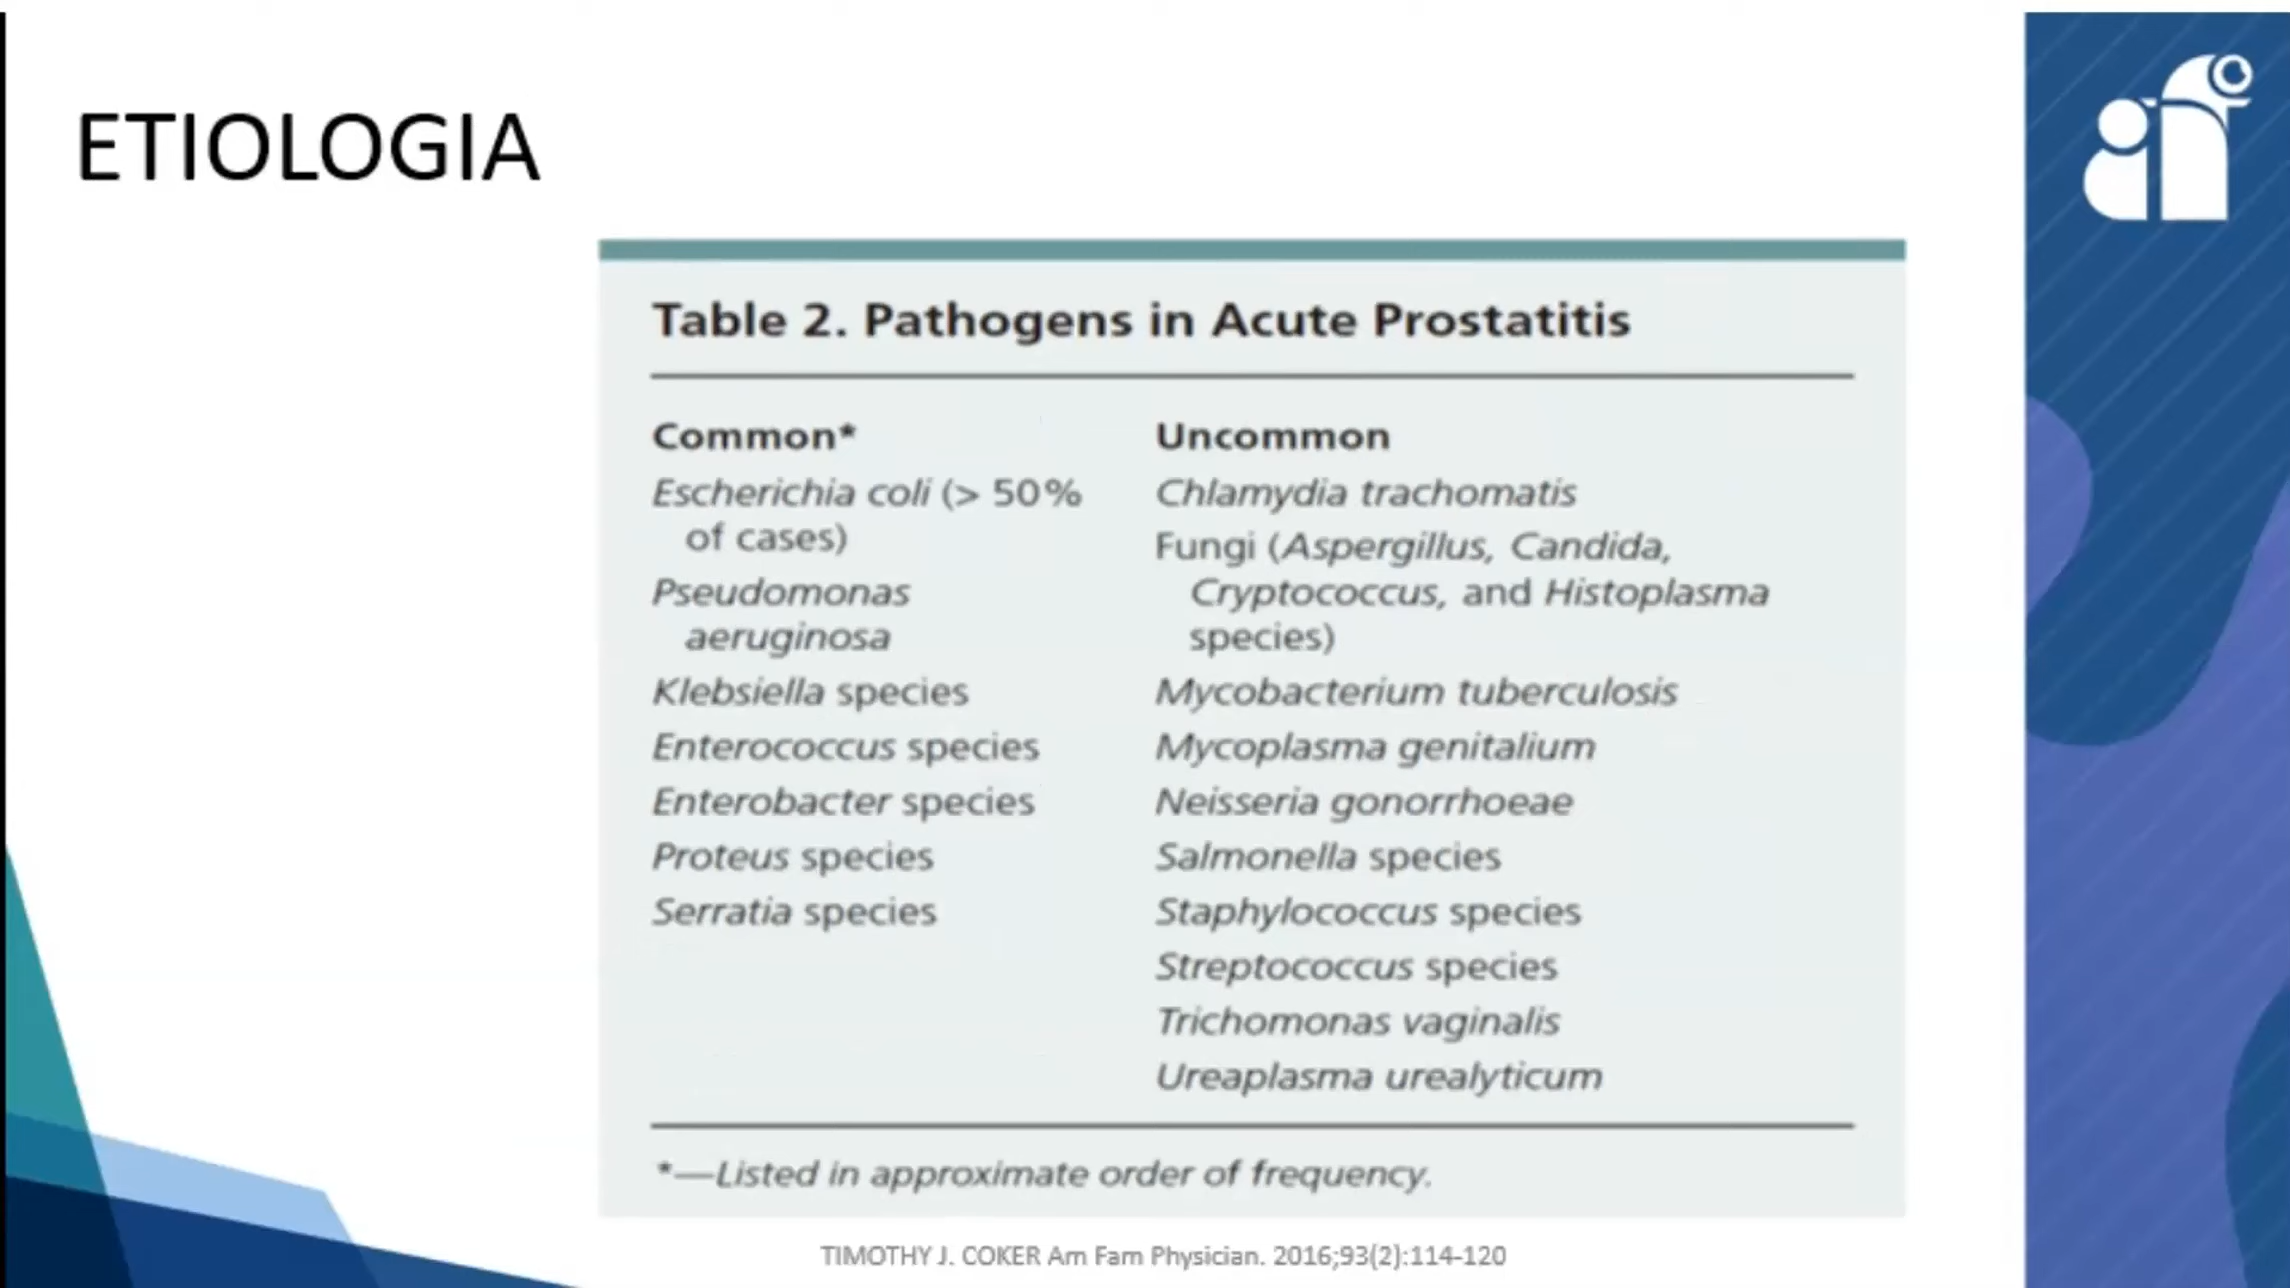 ETIOLOGIA
Table 2. Pathogens in Acute Prostatitis
Common*
Escherichia coli (> 50%
of cases)
Pseudomonas
aeruginosa
Klebsiella species
Enterococcus species
Enterobacter species
Proteus species
Serratia species
Uncommon
Chlamydia trachomatis
Fungi (Aspergillus, Candida,
Cryptococcus, and Histoplasma
species)
Mycobacterium tuberculosis
Mycoplasma genitalium
Neisseria gonorrhoeae
Salmonella species
Staphylococcus species
Streptococcus species
Trichomonas vaginalis
Ureaplasma urealyticum
*—Listed in approximate order of frequency.
TIMOTHY J. COKER Am Fam Physician. 2016;93(2):114-120